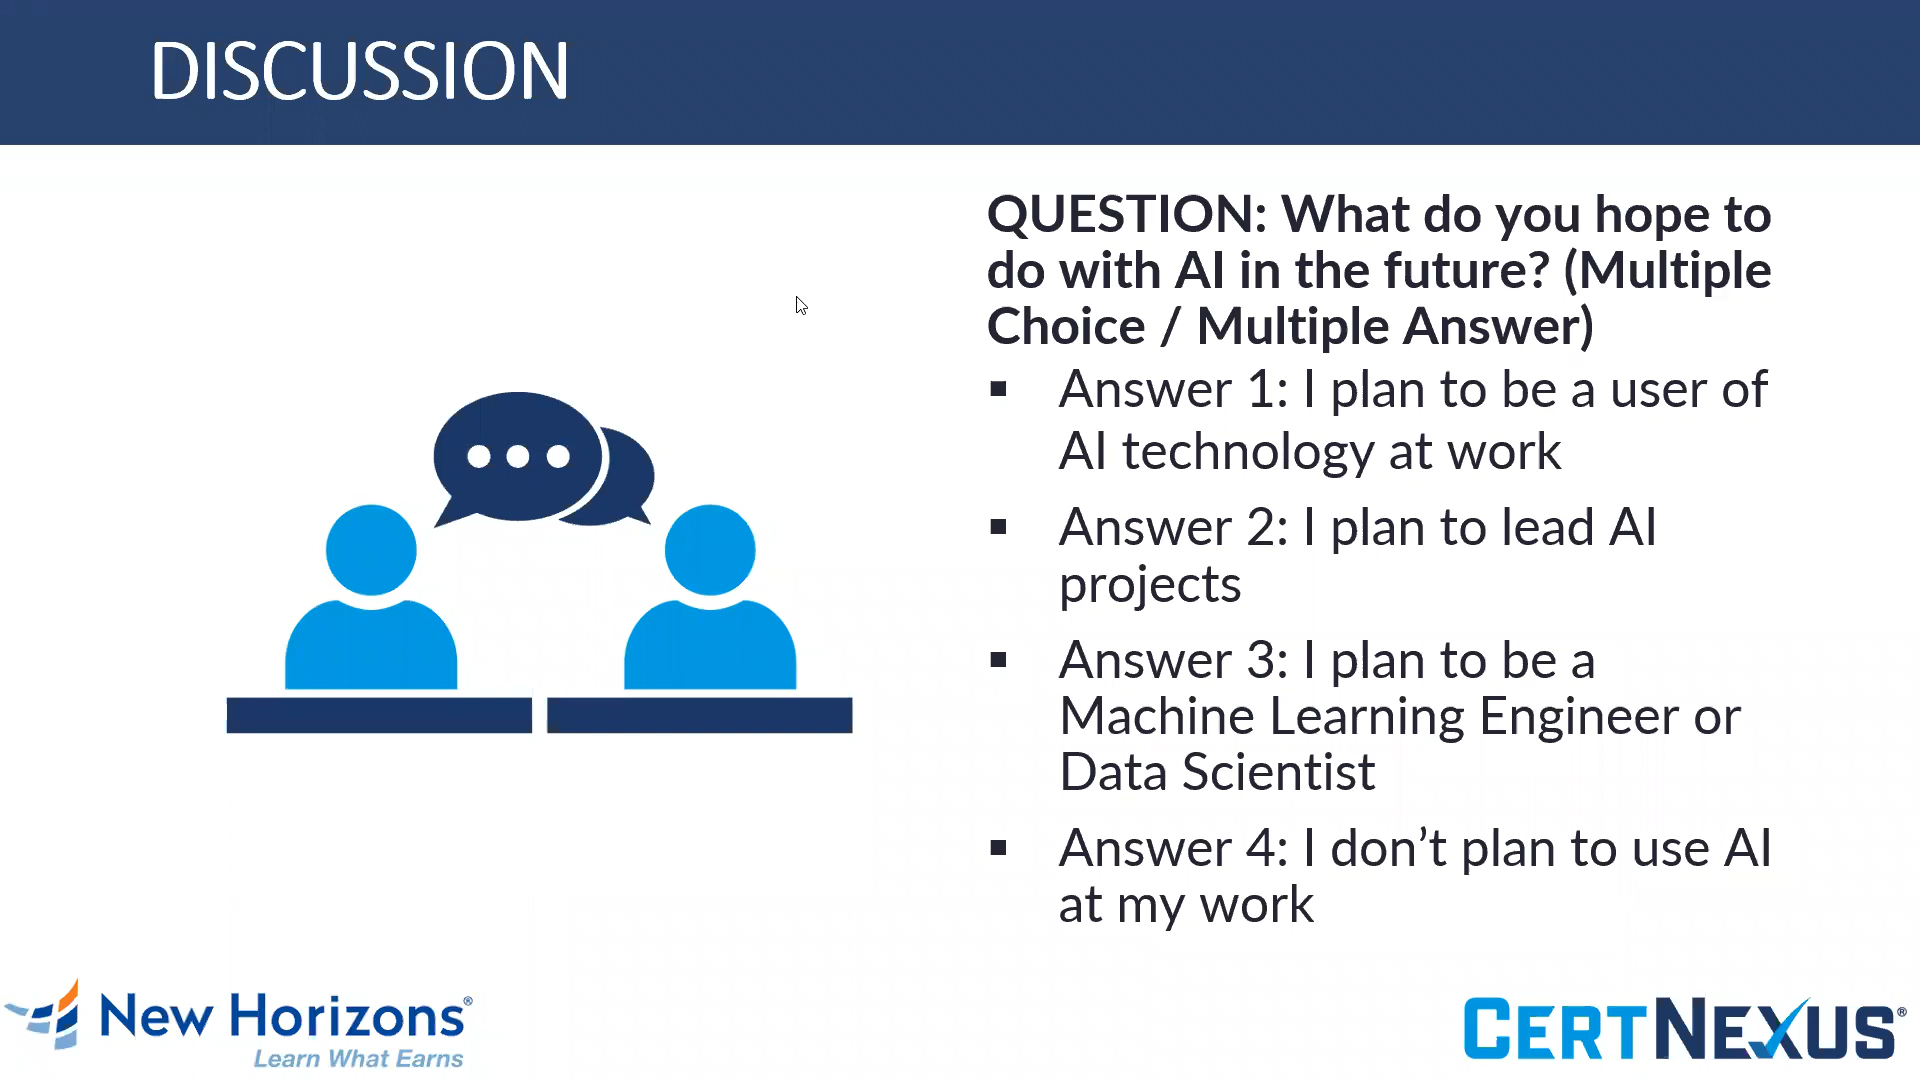 DISCUSSION
QUESTION: What do you hope to
do with AI in the future? (Multiple
Choice / Multiple Answer)
▪ Answer 1: I plan to be a user of
AI technology at work
▪ Answer 2: I plan to lead AI
projects
▪ Answer 3: I plan to be a
Machine Learning Engineer or
Data Scientist
▪ Answer 4: I don’t plan to use AI
at my work
New Horizons®
Learn What Earns
CERTNEXUS®